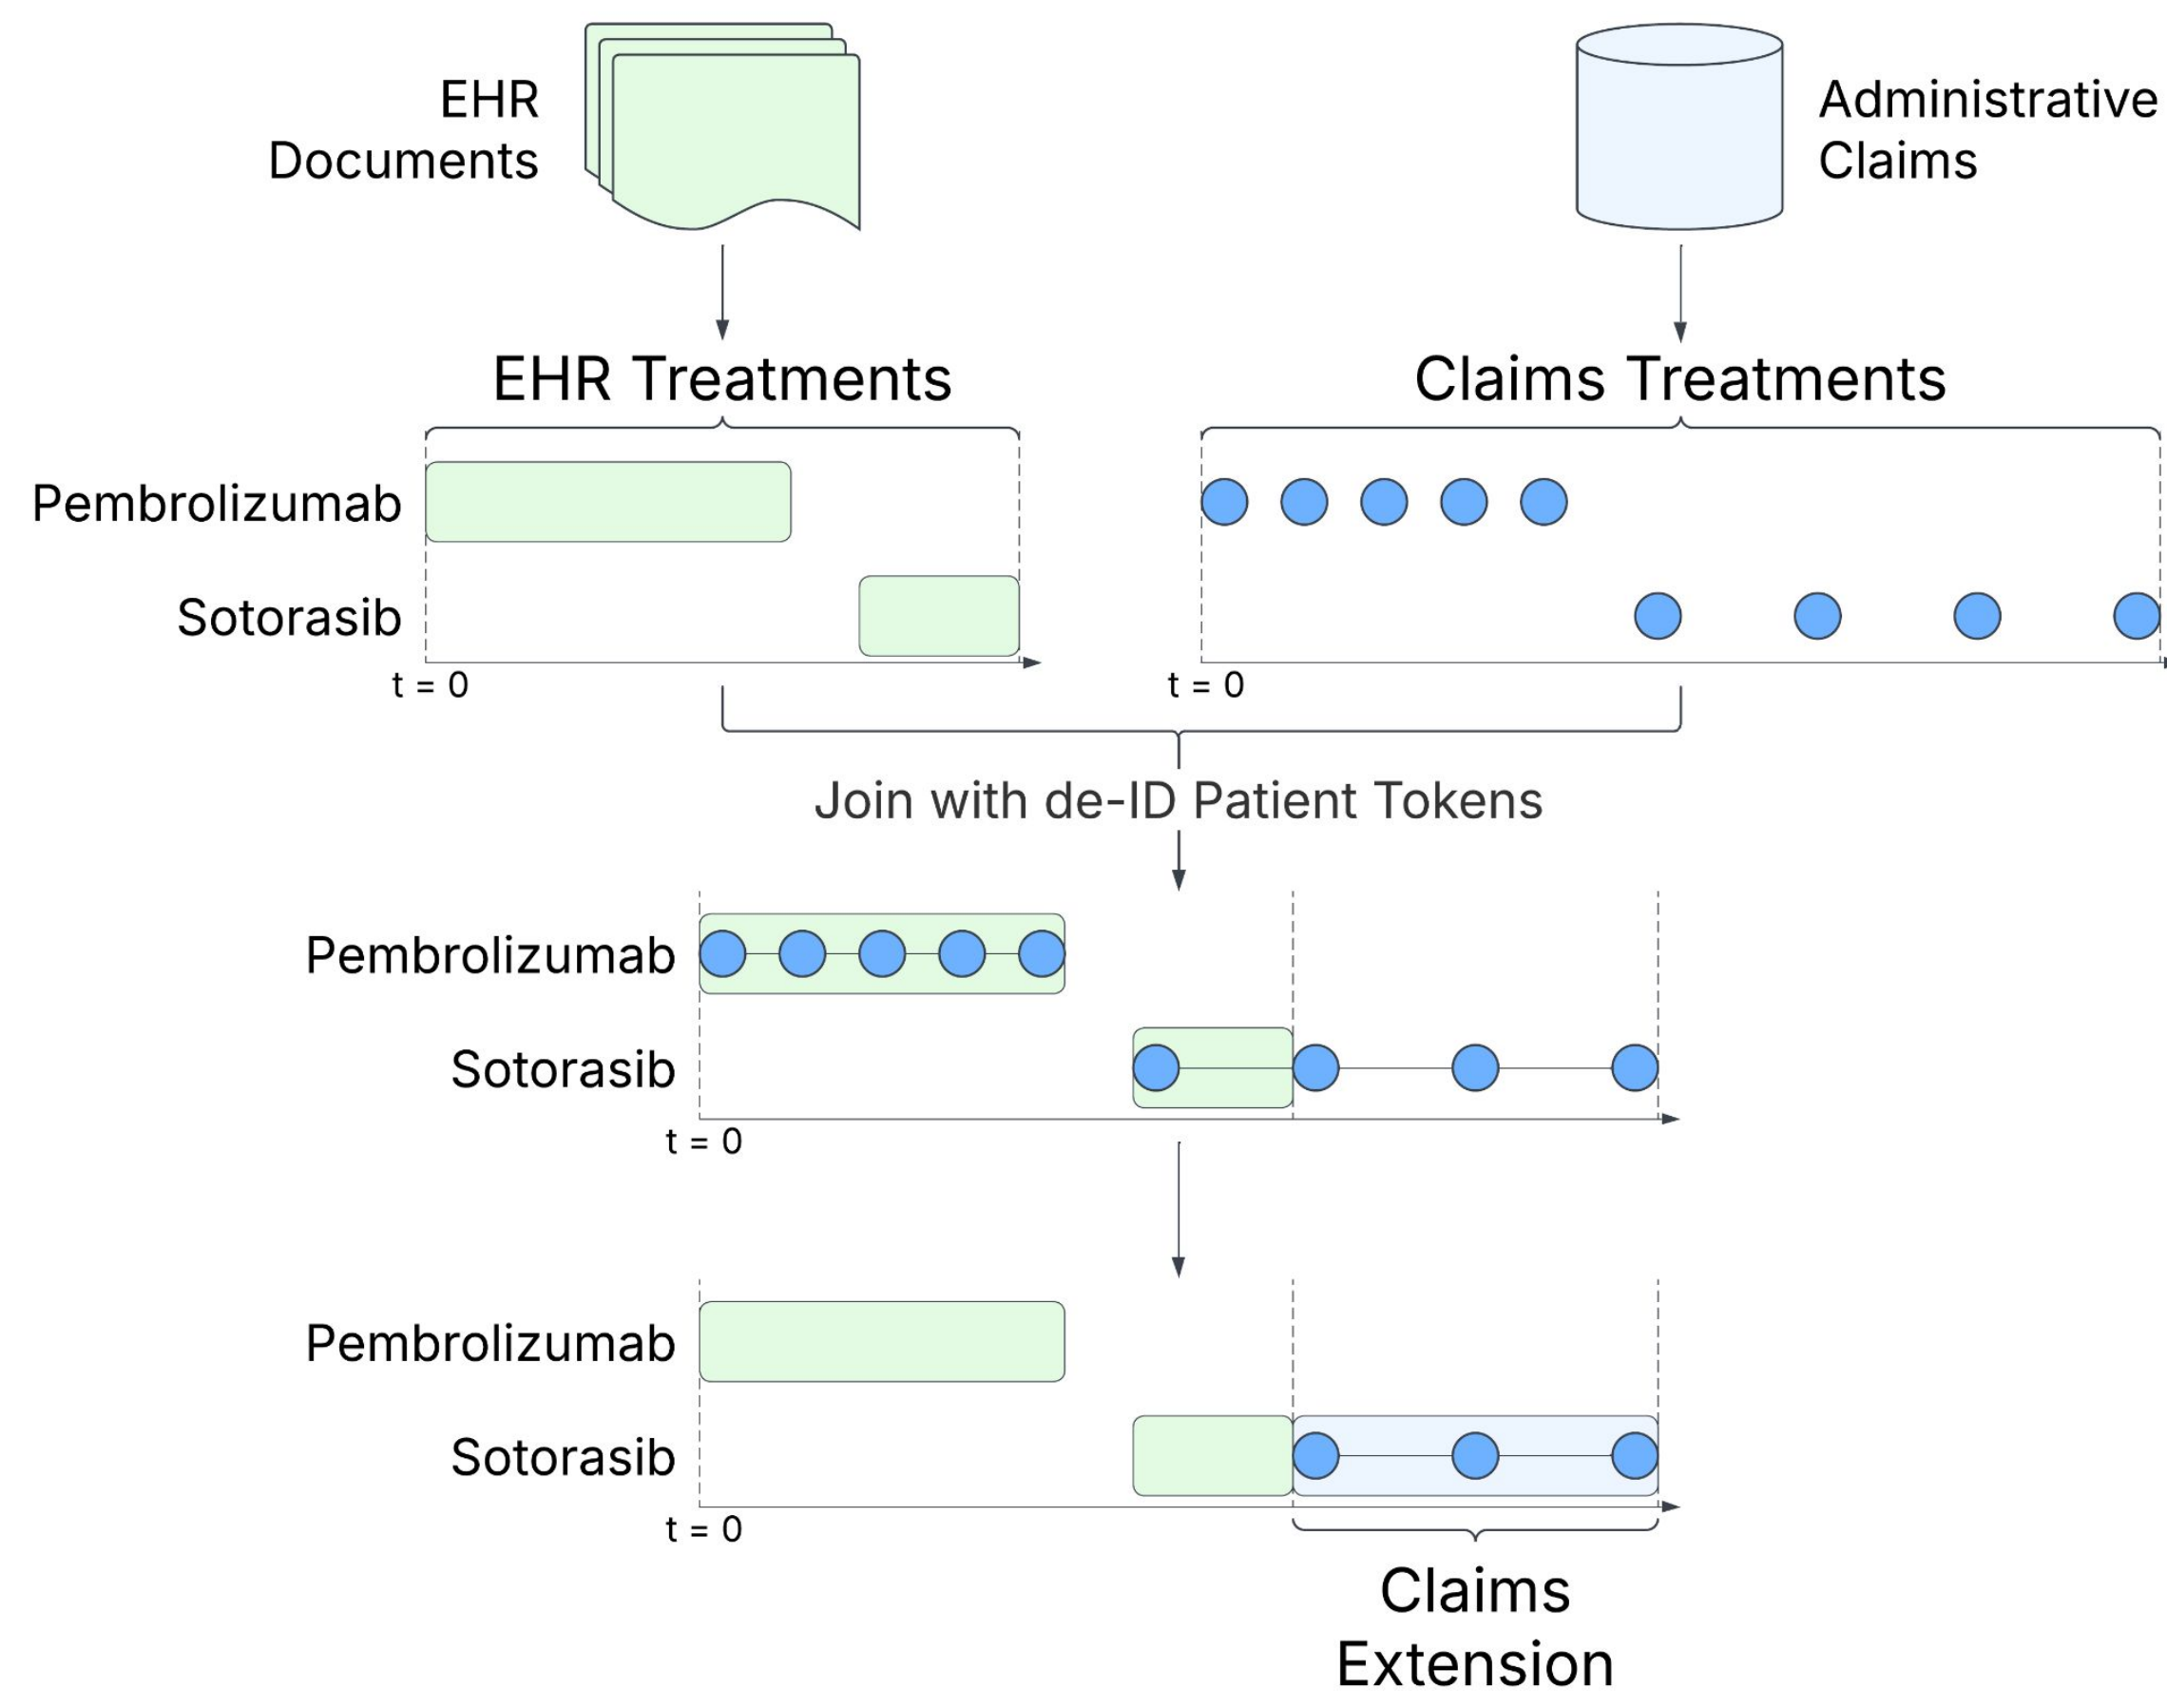 EHR
Documents
Administrative
Claims
EHR Treatments
Claims Treatments
Pembrolizumab
Sotorasib
t = 0
t = 0
Join with de-ID Patient Tokens
Pembrolizumab
Sotorasib
t = 0
Pembrolizumab
Sotorasib
t = 0
Claims
Extension